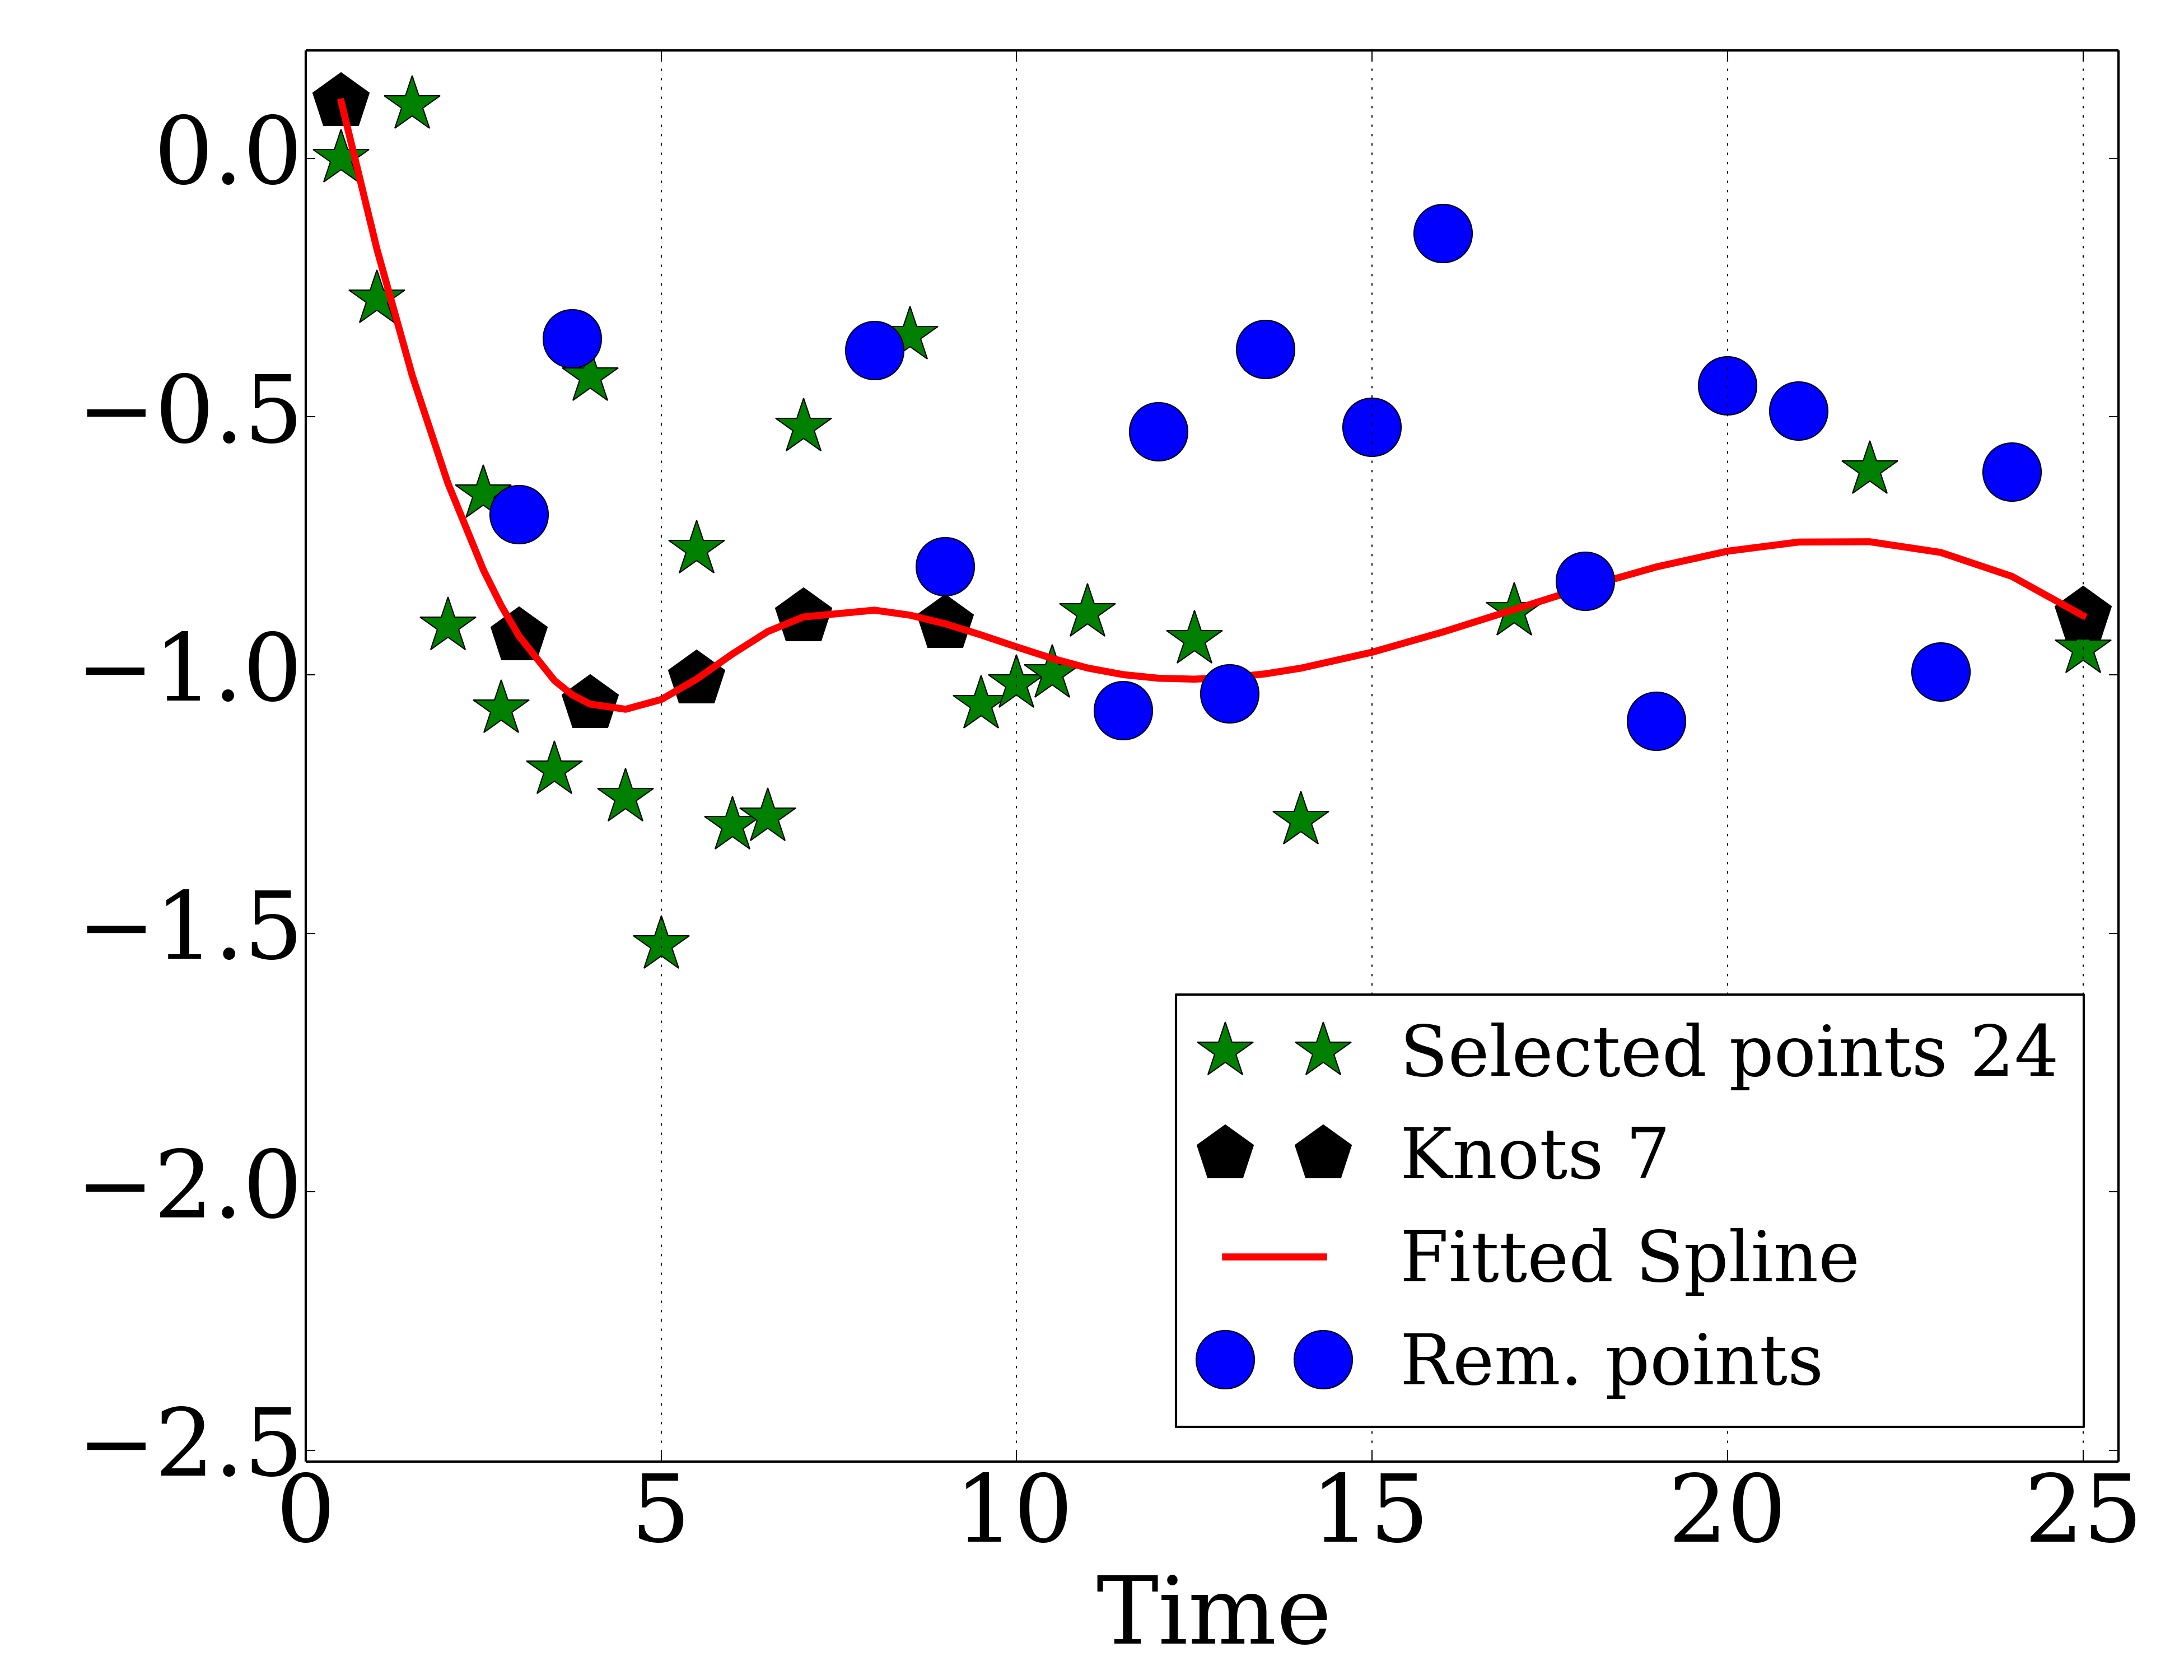 0.0
−0.5
−1.0
−1.5
−2.0
−2.5
0 5 10 15 20 25
Time
Selected points 24
Knots 7
Fitted Spline
Rem. points